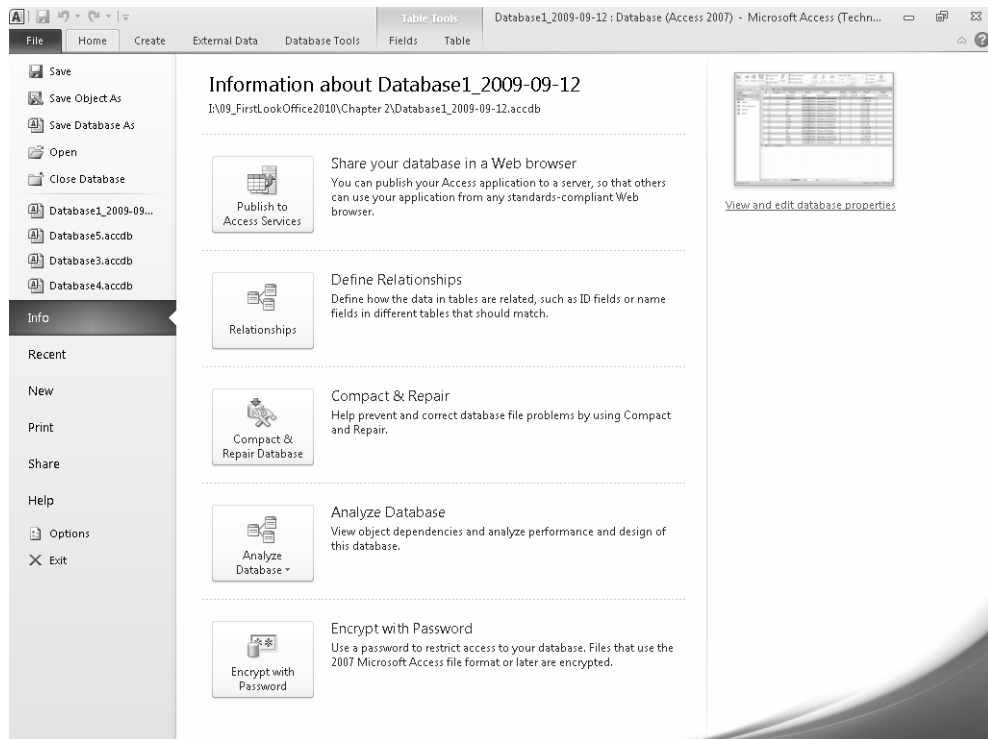 Table Tools
Database1_2009-09-12 : Database (Access 2007) - Microsoft Access (Techn...
File Home Create External Data Database Tools Fields Table
Save
Save Object As
Save Database As
Open
Close Database
Database1_2009-09...
Database5.accdb
Database3.accdb
Database4.accdb
Info
Recent
New
Print
Share
Help
Options
Exit
Information about Database1_2009-09-12
I:\09_FirstLookOffice2010\Chapter 2\Database1_2009-09-12.accdb
Publish to
Access Services
Share your database in a Web browser
You can publish your Access application to a server, so that others
can use your application from any standards-compliant Web
browser.
Relationships
Define Relationships
Define how the data in tables are related, such as ID fields or name
fields in different tables that should match.
Compact &
Repair Database
Compact & Repair
Help prevent and correct database file problems by using Compact
and Repair.
Analyze
Database
Analyze Database
View object dependencies and analyze performance and design of
this database.
Encrypt with
Password
Encrypt with Password
Use a password to restrict access to your database. Files that use the
2007 Microsoft Access file format or later are encrypted.
View and edit database properties